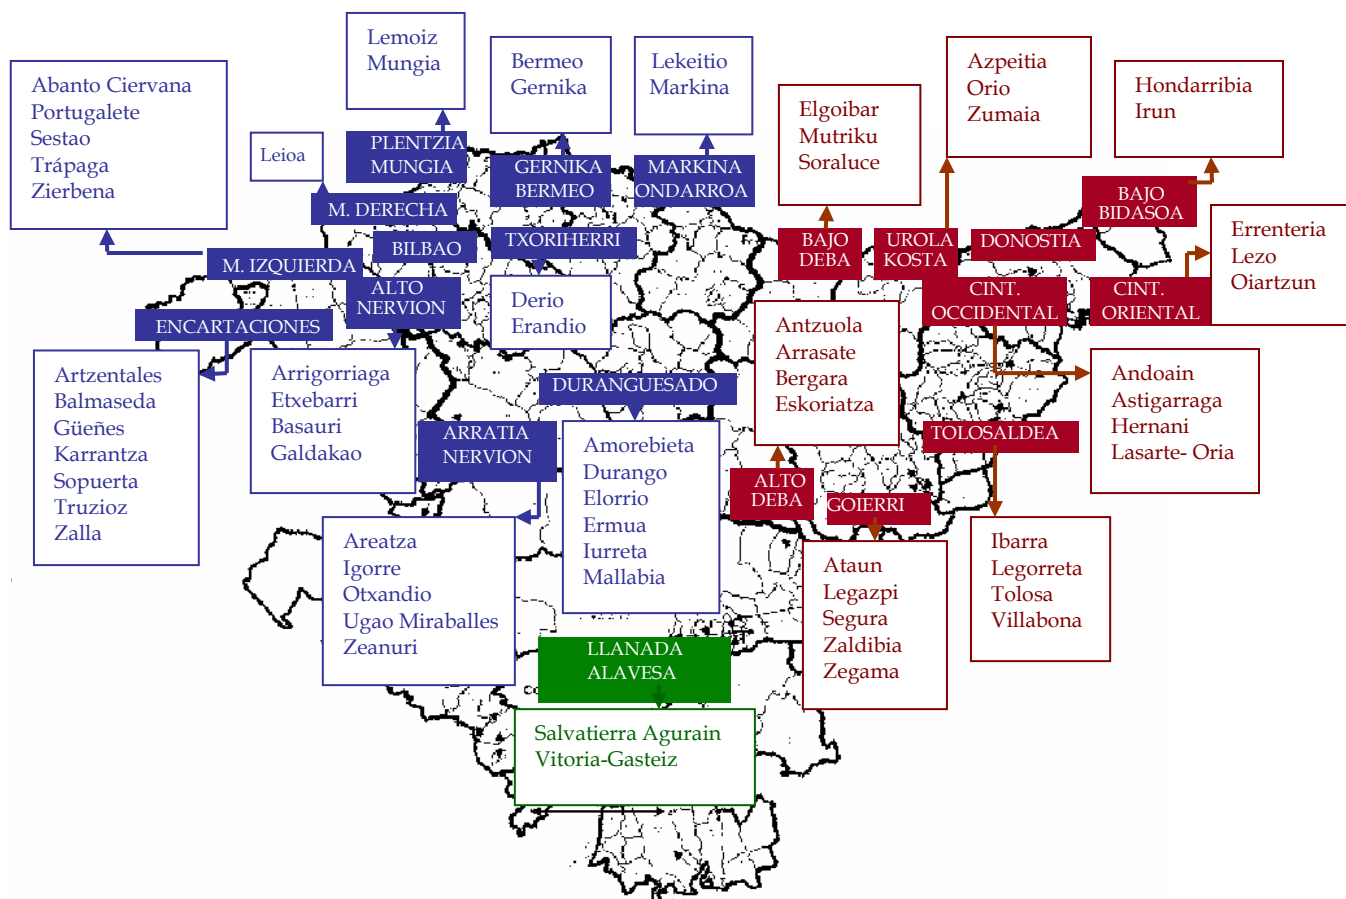 Lemoiz
Mungia
Bermeo
Gernika
Lekeitio
Markina
Azpeitia
Orio
Zumaia
Hondarribia
Irun
Abanto Ciervana
Portugalete
Sestao
Trápaga
Zierbena
Elgoibar
Mutriku
Soraluce
Leioa
PLENTZIA
MUNGIA
GERNIKA
BERMEO
MARKINA
ONDARROA
BAJO
BIDASOA
M. DERECHA
BILBAO
TXORIHERRI
BAJO
DEBA
UROLA
KOSTA
DONOSTIA
Errenteria
Lezo
Oiartzun
M. IZQUIERDA
ALTO
NERVION
CINT.
OCCIDENTAL
CINT.
ORIENTAL
Derio
Erandio
ENCARTACIONES
Antzuola
Arrasate
Bergara
Eskoriatza
Artzentales
Balmaseda
Güeñes
Karrantza
Sopuerta
Truzioz
Zalla
Arrigorriaga
Etxebarri
Basauri
Galdakao
DURANGUESADO
Andoain
Astigarraga
Hernani
Lasarte- Oria
ARRATIA
NERVION
TOLOSALDEA
Amorebieta
Durango
Elorrio
Ermua
Iurreta
Mallabia
ALTO
DEBA
GOIERRI
Areatza
Igorre
Otxandio
Ugao Miraballes
Zeanuri
Ataun
Legazpi
Segura
Zaldibia
Zegama
Ibarra
Legorreta
Tolosa
Villabona
LLANADA
ALAVESA
Salvatierra Agurain
Vitoria-Gasteiz